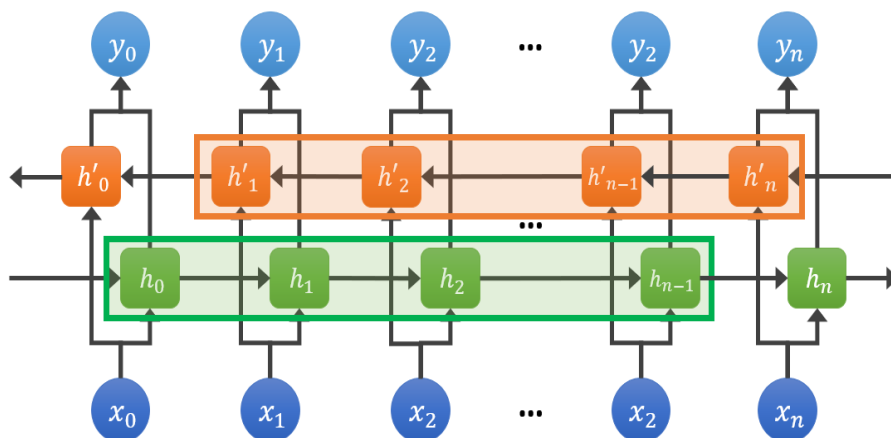 y₀ y₁ y₂ ... y₂ yₙ
h'₀ h'₁ h'₂ h'ₙ₋₁ h'ₙ
...
h₀ h₁ h₂ hₙ₋₁ hₙ
x₀ x₁ x₂ ... x₂ xₙ